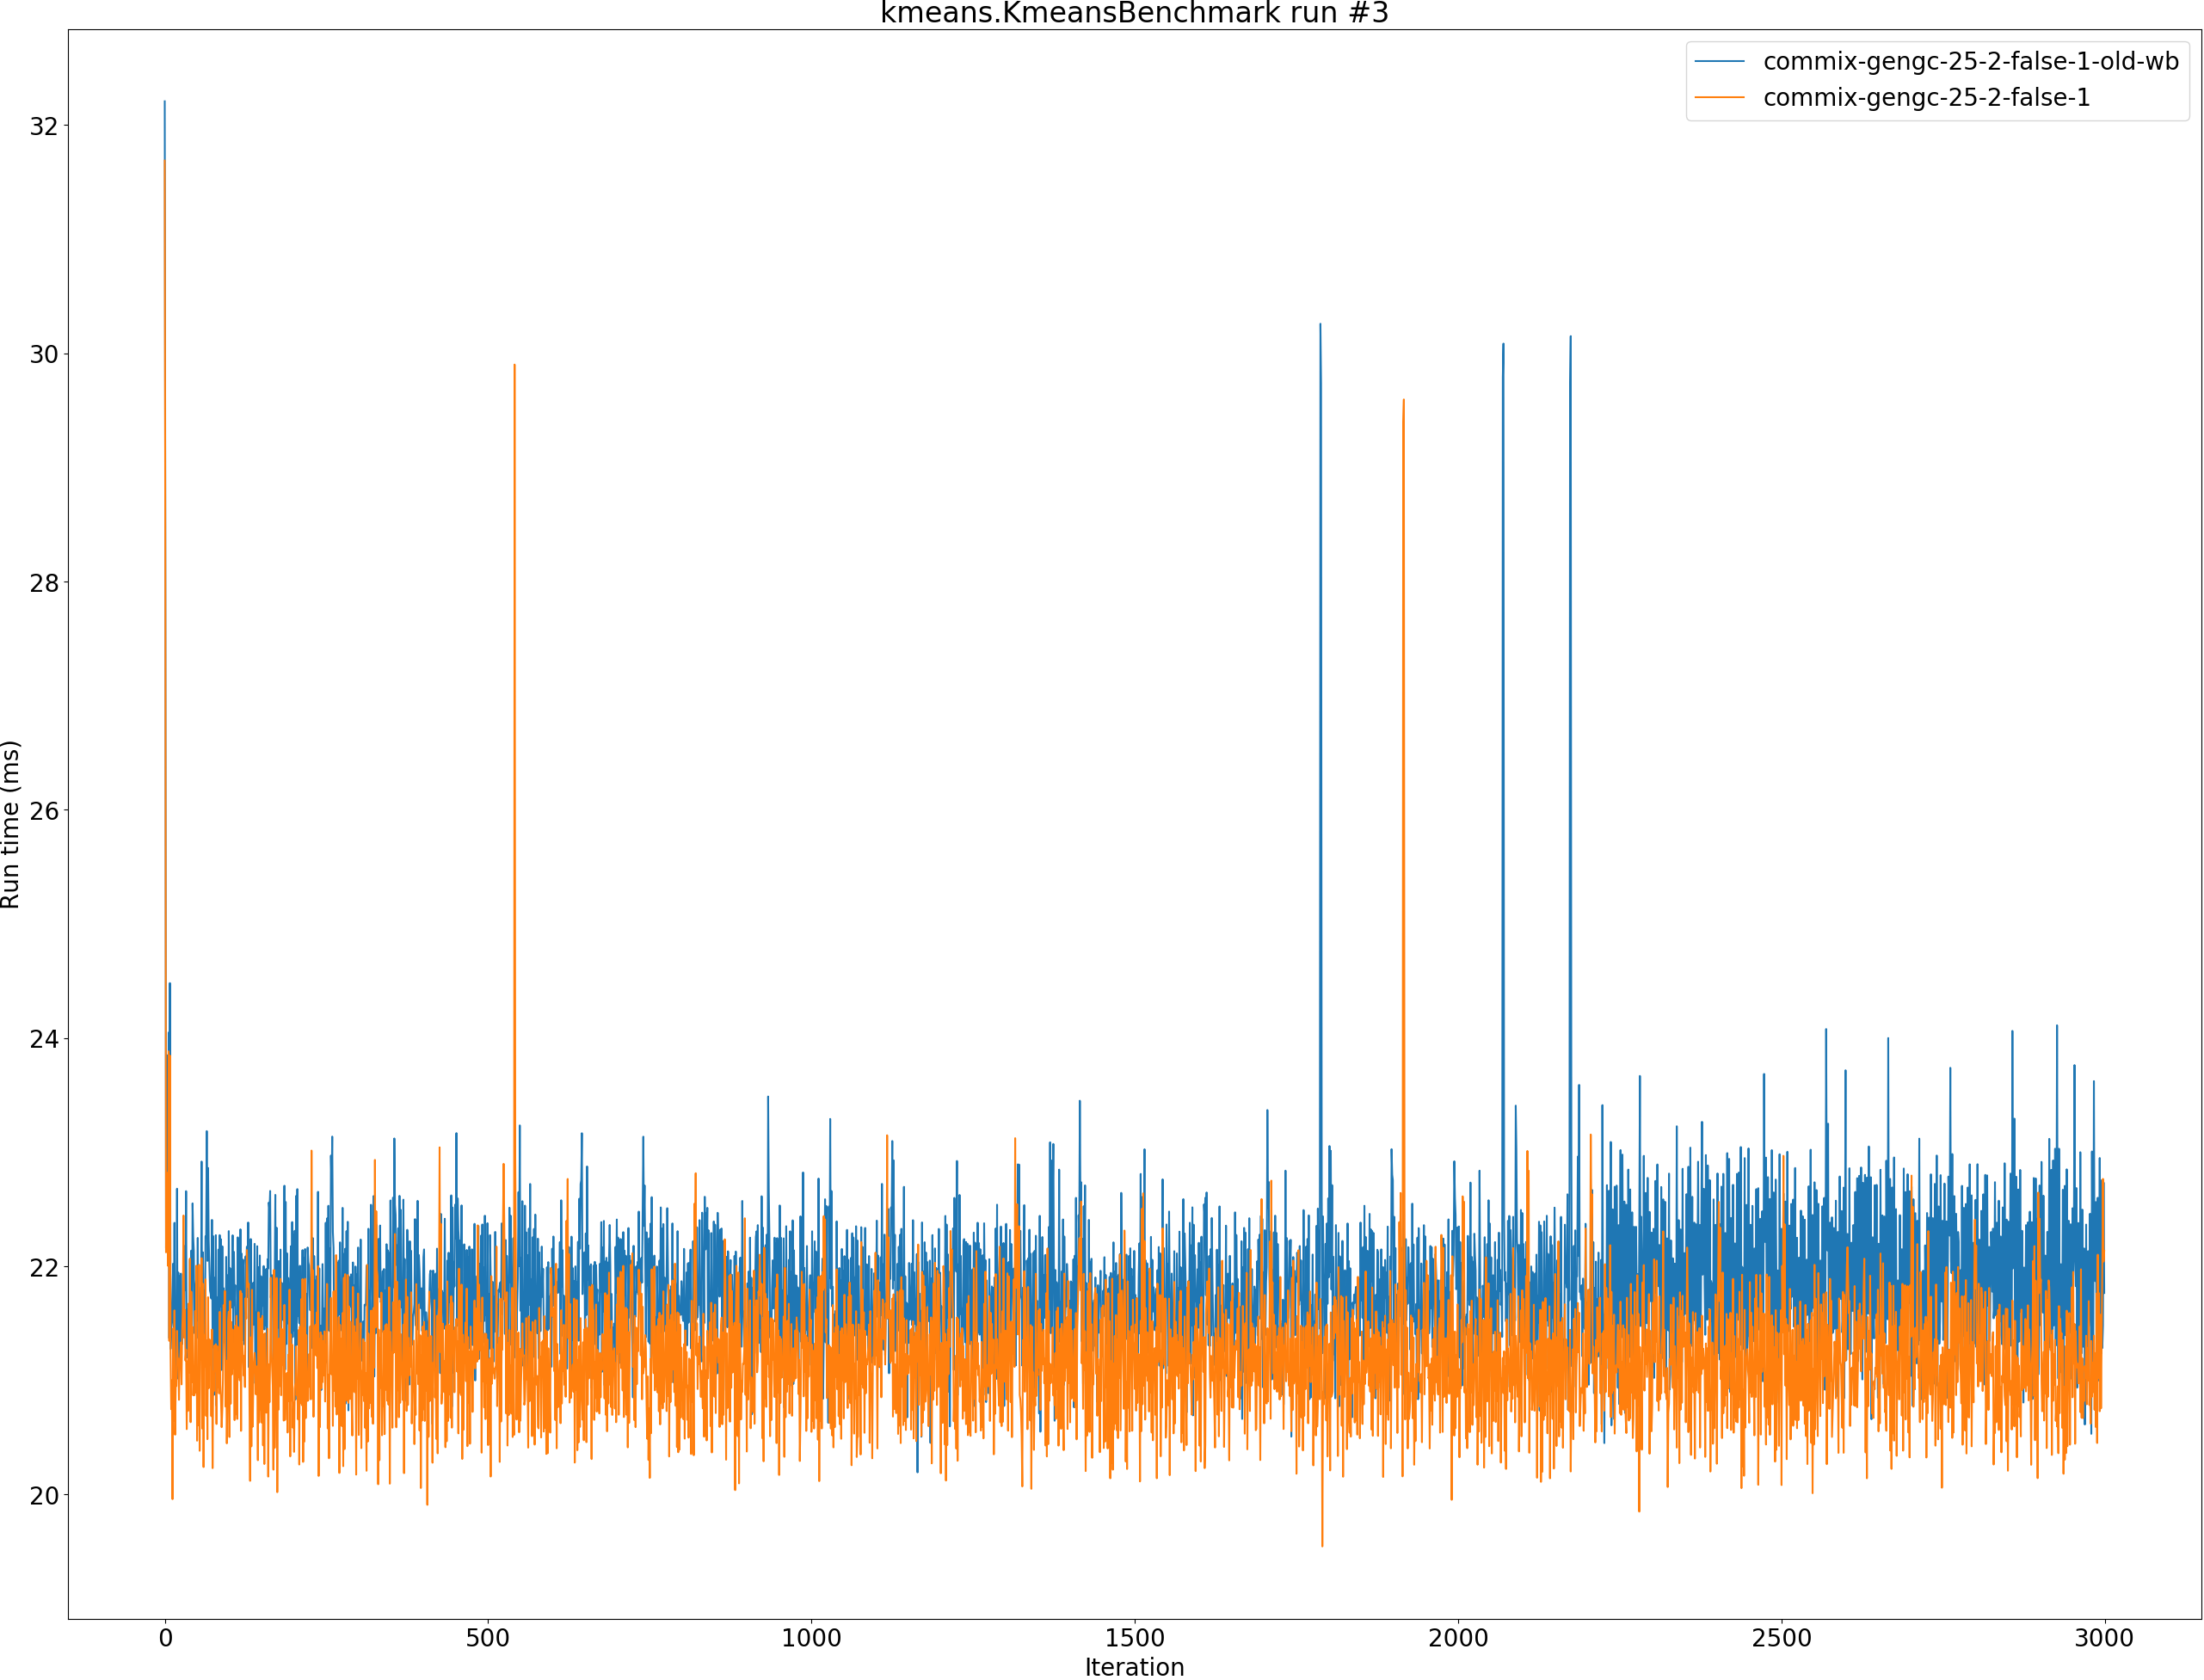 kmeans.KmeansBenchmark run #3
commix-gengc-25-2-false-1-old-wb
commix-gengc-25-2-false-1
Run time (ms)
32
30
28
26
24
22
20
0
500
1000
1500
2000
2500
3000
Iteration